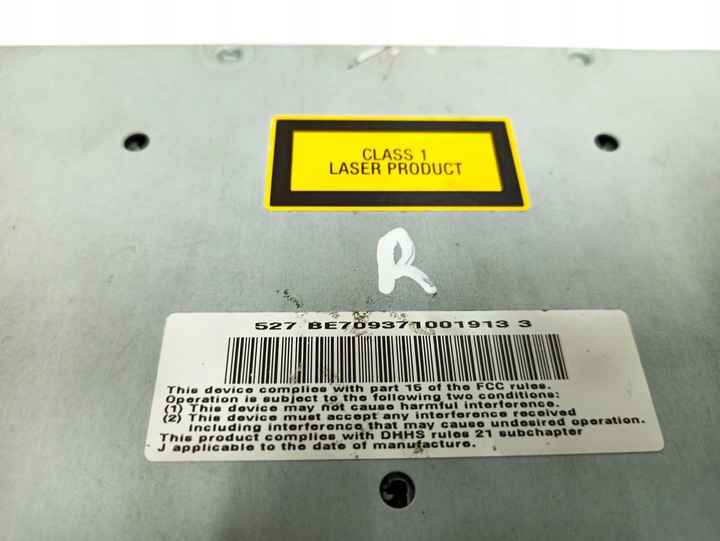 CLASS 1
LASER PRODUCT
R
527 BE709371001913 3
This device complies with part 15 of the FCC rules.
Operation is subject to the following two conditions:
(1) This device may not cause harmful interference.
(2) This device must accept any interference received
including interference that may cause undesired operation.
This product complies with DHHS rules 21 subchapter
J applicable to the date of manufacture.